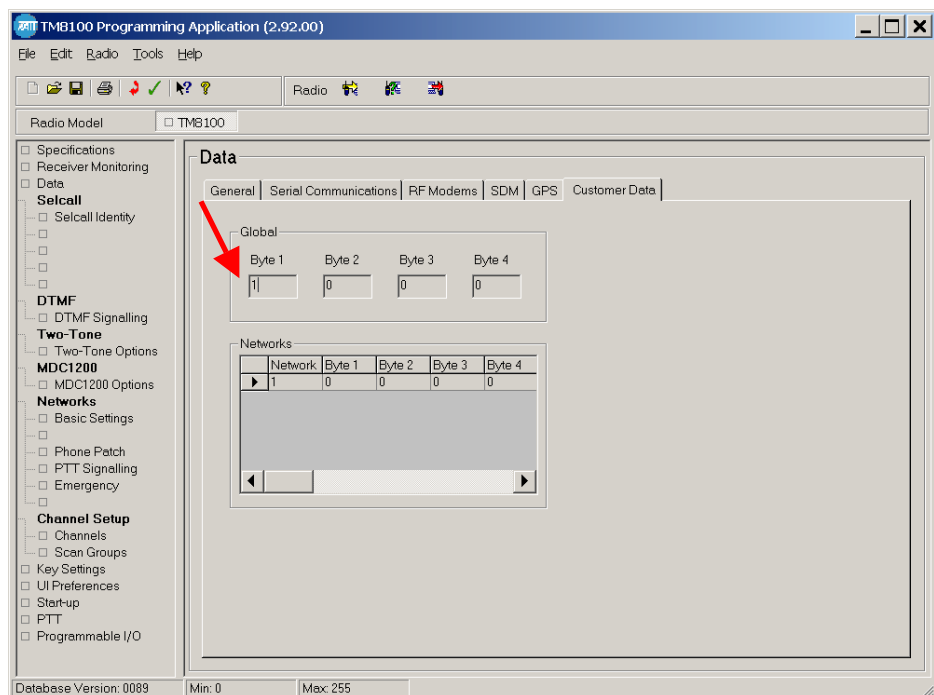 TAIT TM8100 Programming Application (2.92.00)
File Edit Radio Tools Help
Radio
Radio Model TM8100
Specifications
Receiver Monitoring
Data
Selcall
Selcall Identity
DTMF
DTMF Signalling
Two-Tone
Two-Tone Options
MDC1200
MDC1200 Options
Networks
Basic Settings
Phone Patch
PTT Signalling
Emergency
Channel Setup
Channels
Scan Groups
Key Settings
UI Preferences
Start-up
PTT
Programmable I/O
Data
General Serial Communications RF Modems SDM GPS Customer Data
Global
Byte 1 Byte 2 Byte 3 Byte 4
1 0 0 0
Networks
Network Byte 1 Byte 2 Byte 3 Byte 4
1 0 0 0 0
Database Version: 0089 Min: 0 Max: 255